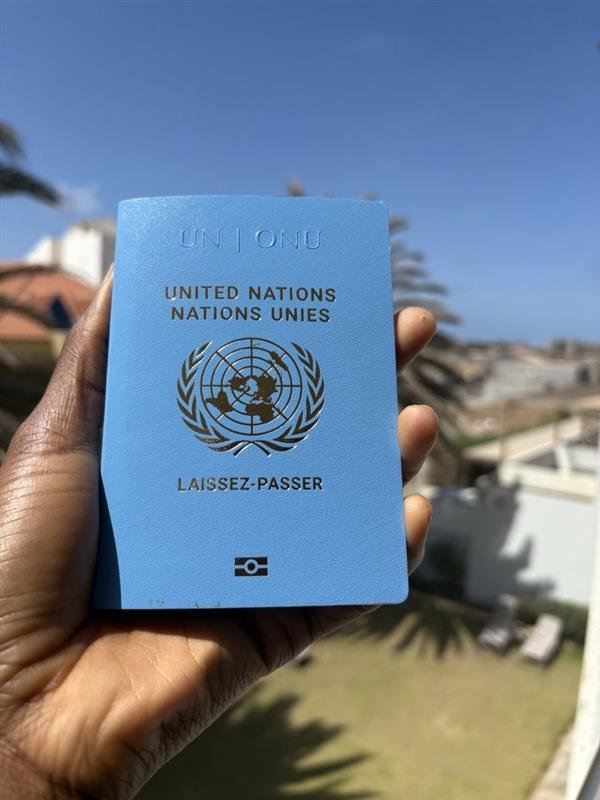 UN | ONU
UNITED NATIONS
NATIONS UNIES
LAISSEZ-PASSER